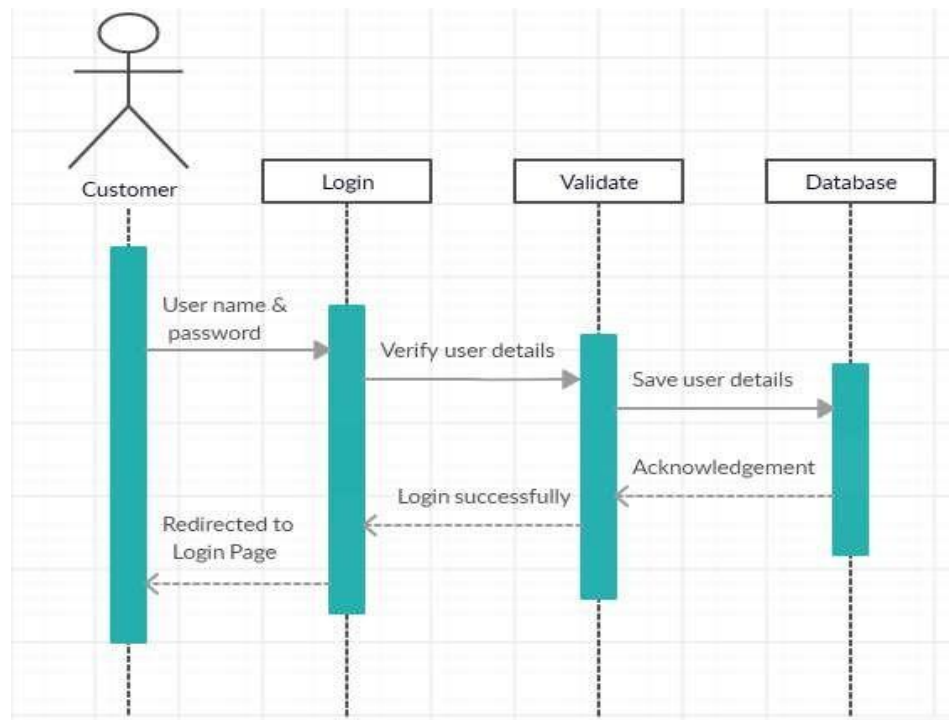 Customer
Login
Validate
Database
User name &
password
Verify user details
Save user details
Acknowledgement
Login successfully
Redirected to
Login Page